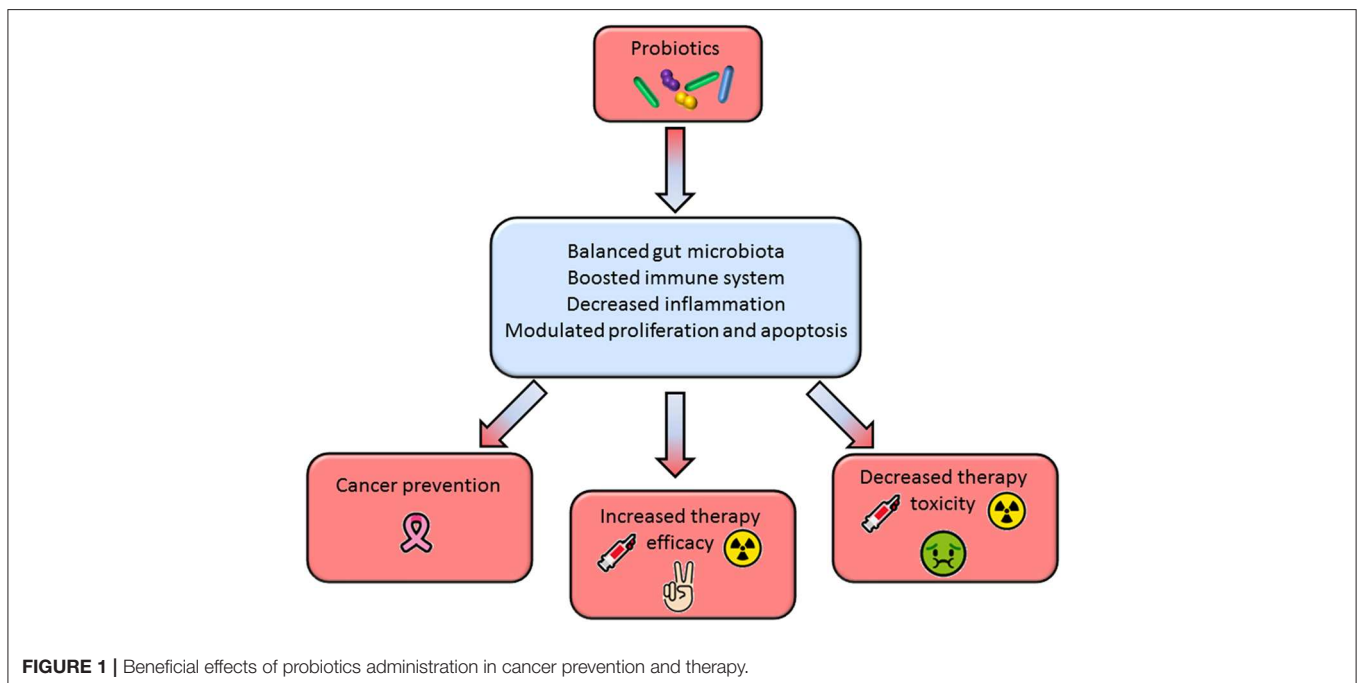 Probiotics
Balanced gut microbiota
Boosted immune system
Decreased inflammation
Modulated proliferation and apoptosis
Cancer prevention
Increased therapy
efficacy
Decreased therapy
toxicity
FIGURE 1 | Beneficial effects of probiotics administration in cancer prevention and therapy.